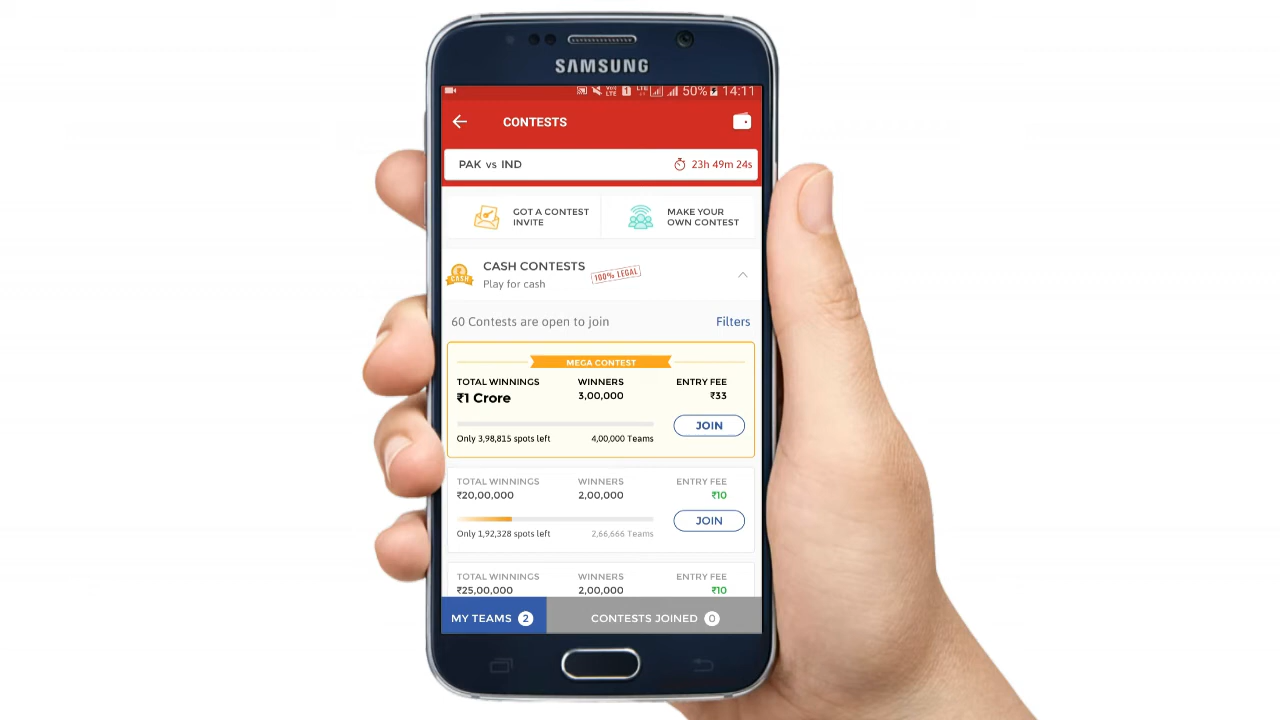 SAMSUNG
50% 14:11
CONTESTS
PAK vs IND 23h 49m 24s
GOT A CONTEST INVITE
MAKE YOUR OWN CONTEST
CASH CONTESTS
100% LEGAL
Play for cash
60 Contests are open to join Filters
MEGA CONTEST
TOTAL WINNINGS WINNERS ENTRY FEE
₹1 Crore 3,00,000 ₹33
JOIN
Only 3,98,815 spots left 4,00,000 Teams
TOTAL WINNINGS WINNERS ENTRY FEE
₹20,00,000 2,00,000 ₹10
JOIN
Only 1,92,328 spots left 2,66,666 Teams
TOTAL WINNINGS WINNERS ENTRY FEE
₹25,00,000 2,00,000 ₹10
MY TEAMS 2 CONTESTS JOINED 0